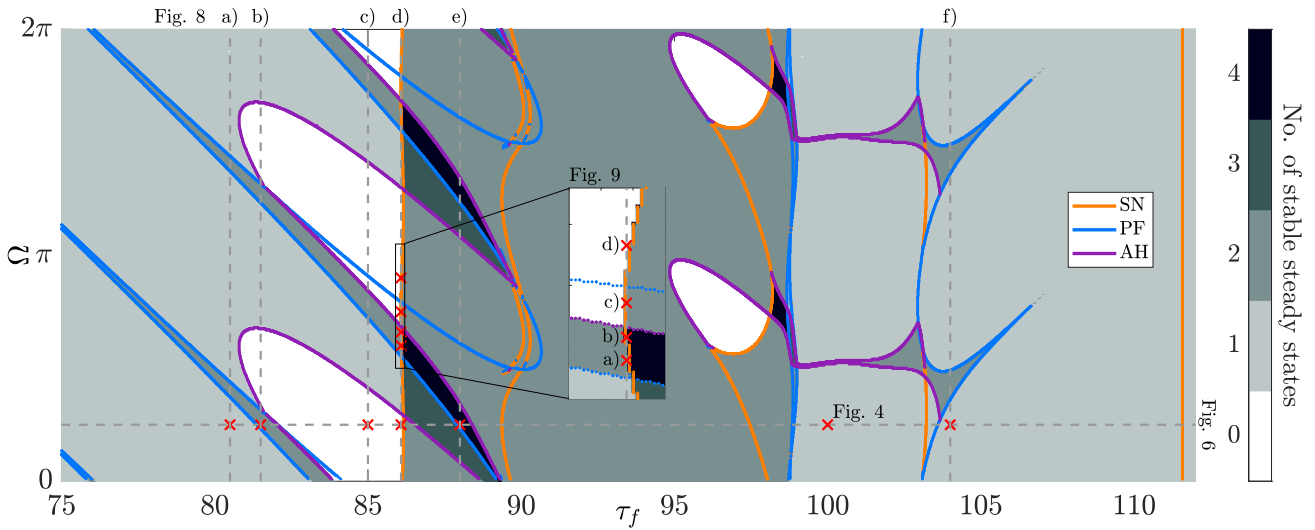 Fig. 8 a) b) c) d) e) f)
2π
π
0
Ω
Fig. 9
d)
c)
b)
a)
Fig. 4
SN
PF
AH
Fig. 6
75 80 85 90 95 100 105 110
τf
4
3
2
1
0
No. of stable steady states